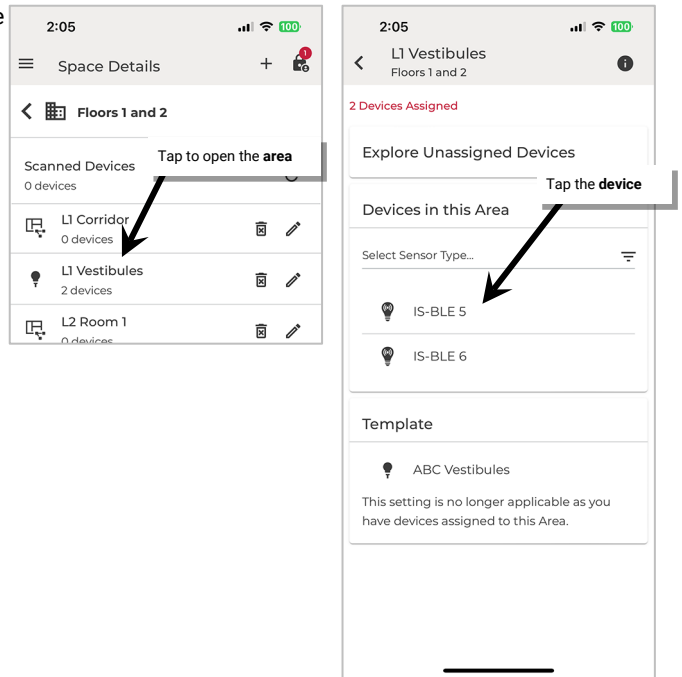 e
2:05
100
Space Details
1
Floors 1 and 2
Tap to open the area
Scanned Devices
0 devices
L1 Corridor
0 devices
L1 Vestibules
2 devices
L2 Room 1
0 devices
2:05
100
L1 Vestibules
Floors 1 and 2
2 Devices Assigned
Explore Unassigned Devices
Tap the device
Devices in this Area
Select Sensor Type...
IS-BLE 5
IS-BLE 6
Template
ABC Vestibules
This setting is no longer applicable as you
have devices assigned to this Area.